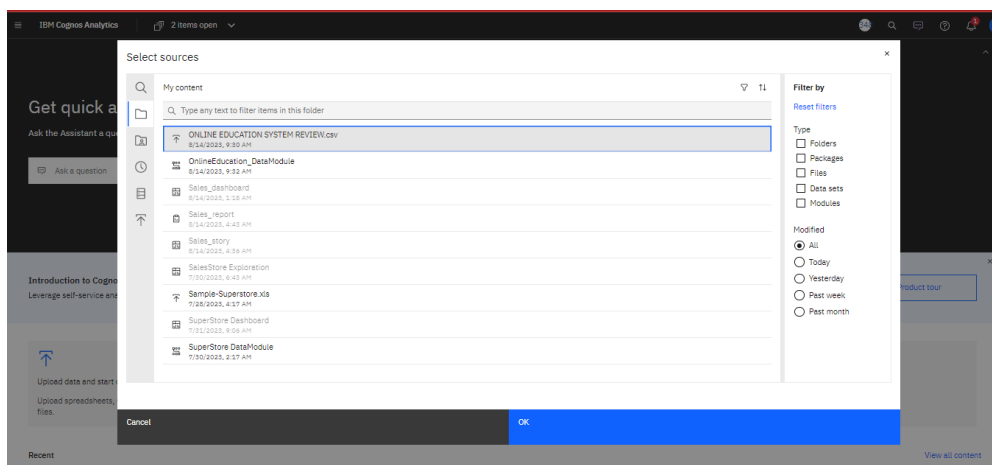 IBM Cognos Analytics
2 items open
1
Select sources
Get quick a
Ask the Assistant a que
Ask a question
My content
Type any text to filter items in this folder
ONLINE EDUCATION SYSTEM REVIEW.csv
8/14/2023, 9:30 AM
OnlineEducation_DataModule
8/14/2023, 9:32 AM
Sales_dashboard
8/14/2023, 1:18 AM
Sales_report
8/14/2023, 4:43 AM
Sales_story
8/14/2023, 4:36 AM
SalesStore Exploration
7/30/2023, 6:43 AM
Sample-Superstore.xls
7/28/2023, 4:17 AM
SuperStore Dashboard
7/31/2023, 9:06 AM
SuperStore DataModule
7/30/2023, 2:17 AM
Filter by
Reset filters
Type
Folders
Packages
Files
Data sets
Modules
Modified
All
Today
Yesterday
Past week
Past month
Introduction to Cogno
Leverage self-service ana
Product tour
Upload data and start
Upload spreadsheets,
files.
Cancel
OK
Recent
View all content